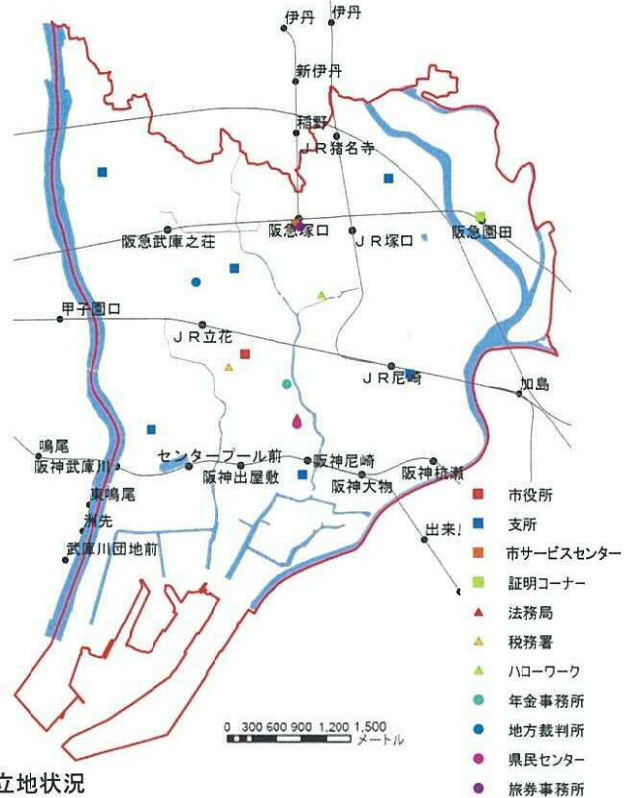 伊丹
伊丹
新伊丹
稲野
JR猪名寺
阪急塚口
阪急武庫之荘
JR塚口
阪急園田
甲子園口
JR立花
JR尼崎
加島
鳴尾
センタープール前
阪神尼崎
阪神武庫川
阪神出屋敷
阪神大物
阪神杭瀬
東鳴尾
洲先
武庫川団地前
出来
市役所
支所
市サービスセンター
証明コーナー
法務局
税務署
ハローワーク
年金事務所
地方裁判所
県民センター
旅券事務所
0 300 600 900 1,200 1,500
メートル
立地状況